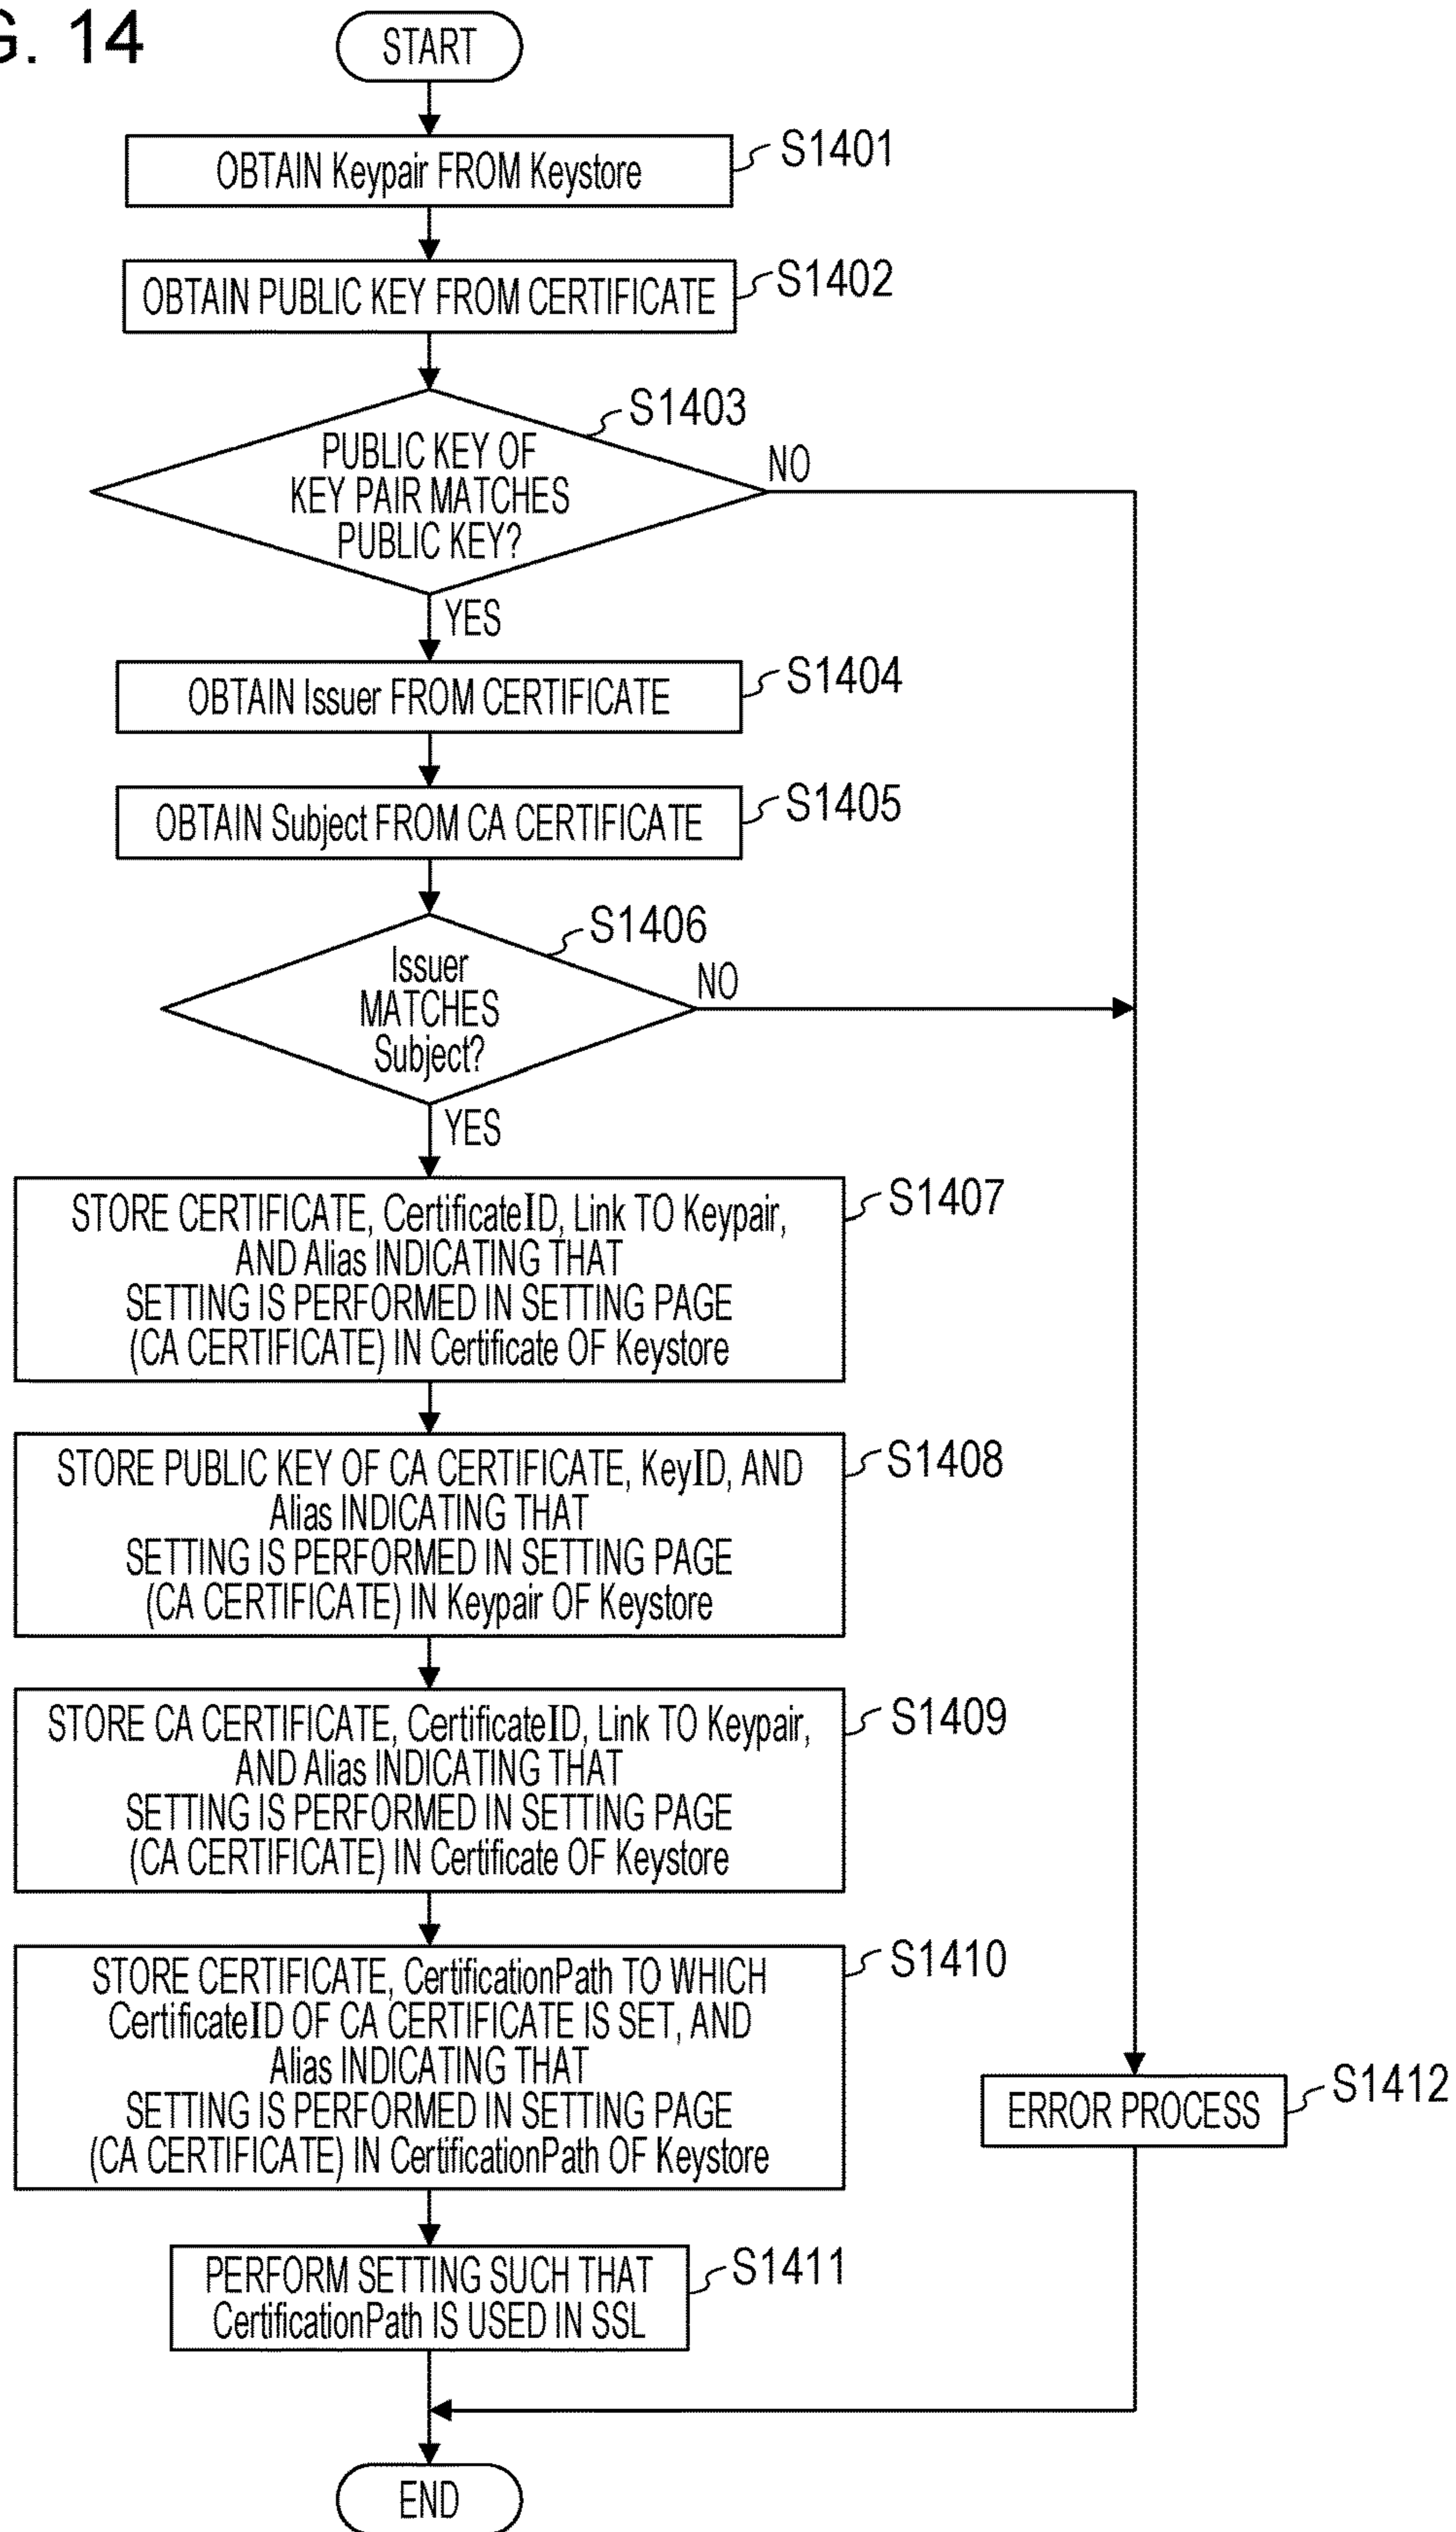 G. 14
START
OBTAIN Keypair FROM Keystore
S1401
OBTAIN PUBLIC KEY FROM CERTIFICATE
S1402
S1403
PUBLIC KEY OF
KEY PAIR MATCHES
PUBLIC KEY?
NO
YES
OBTAIN Issuer FROM CERTIFICATE
S1404
OBTAIN Subject FROM CA CERTIFICATE
S1405
S1406
Issuer
MATCHES
Subject?
NO
YES
STORE CERTIFICATE, CertificateID, Link TO Keypair,
AND Alias INDICATING THAT
SETTING IS PERFORMED IN SETTING PAGE
(CA CERTIFICATE) IN Certificate OF Keystore
S1407
STORE PUBLIC KEY OF CA CERTIFICATE, KeyID, AND
Alias INDICATING THAT
SETTING IS PERFORMED IN SETTING PAGE
(CA CERTIFICATE) IN Keypair OF Keystore
S1408
STORE CA CERTIFICATE, CertificateID, Link TO Keypair,
AND Alias INDICATING THAT
SETTING IS PERFORMED IN SETTING PAGE
(CA CERTIFICATE) IN Certificate OF Keystore
S1409
STORE CERTIFICATE, CertificationPath TO WHICH
CertificateID OF CA CERTIFICATE IS SET, AND
Alias INDICATING THAT
SETTING IS PERFORMED IN SETTING PAGE
(CA CERTIFICATE) IN CertificationPath OF Keystore
S1410
ERROR PROCESS
S1412
PERFORM SETTING SUCH THAT
CertificationPath IS USED IN SSL
S1411
END